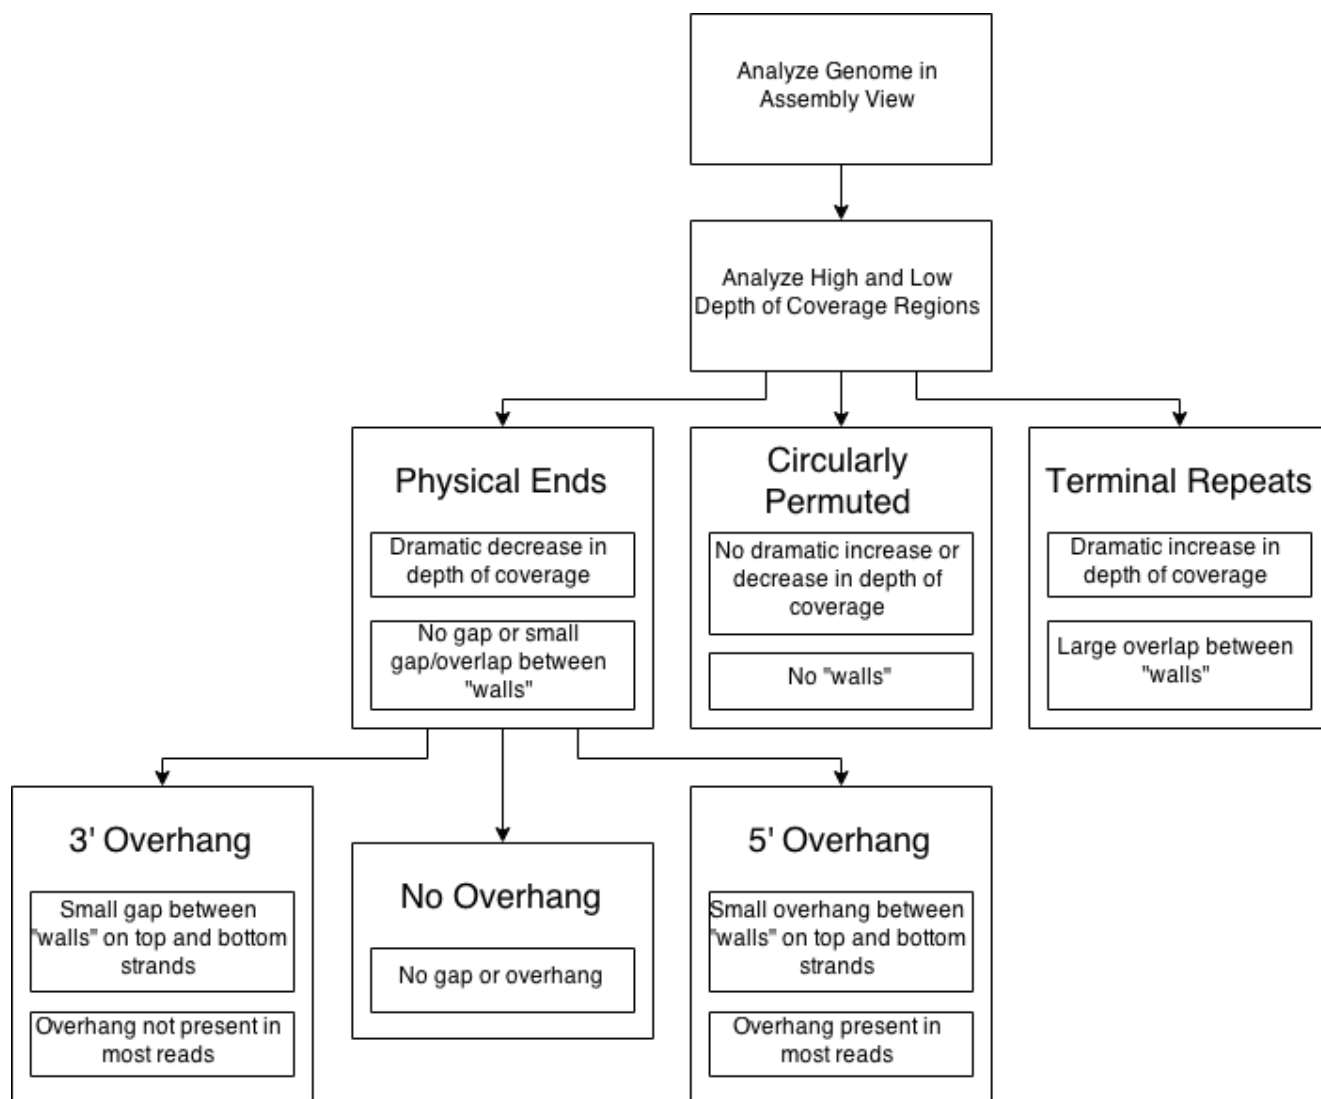 Analyze Genome in
Assembly View
Analyze High and Low
Depth of Coverage Regions
Physical Ends
Dramatic decrease in
depth of coverage
No gap or small
gap/overlap between
"walls"
Circularly
Permuted
No dramatic increase or
decrease in depth of
coverage
No "walls"
Terminal Repeats
Dramatic increase in
depth of coverage
Large overlap between
"walls"
3' Overhang
Small gap between
"walls" on top and bottom
strands
Overhang not present in
most reads
No Overhang
No gap or overhang
5' Overhang
Small overhang between
"walls" on top and bottom
strands
Overhang present in
most reads